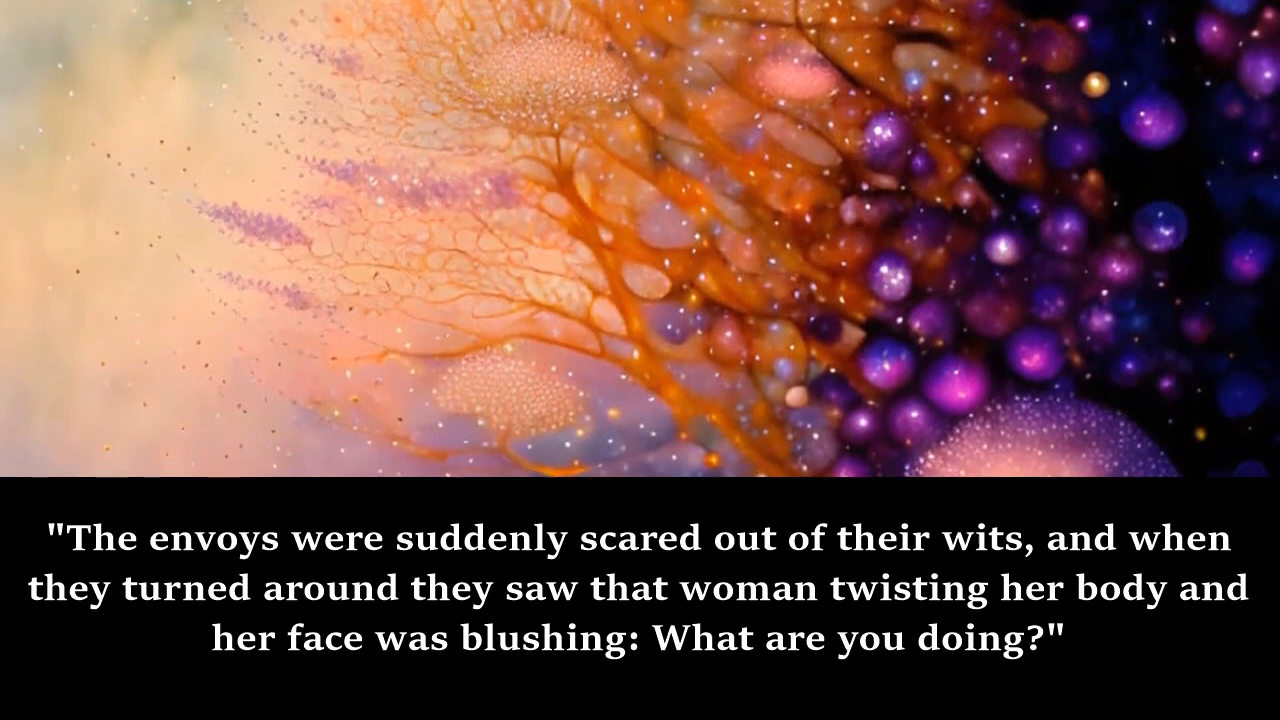 "The envoys were suddenly scared out of their wits, and when
they turned around they saw that woman twisting her body and
her face was blushing: What are you doing?"